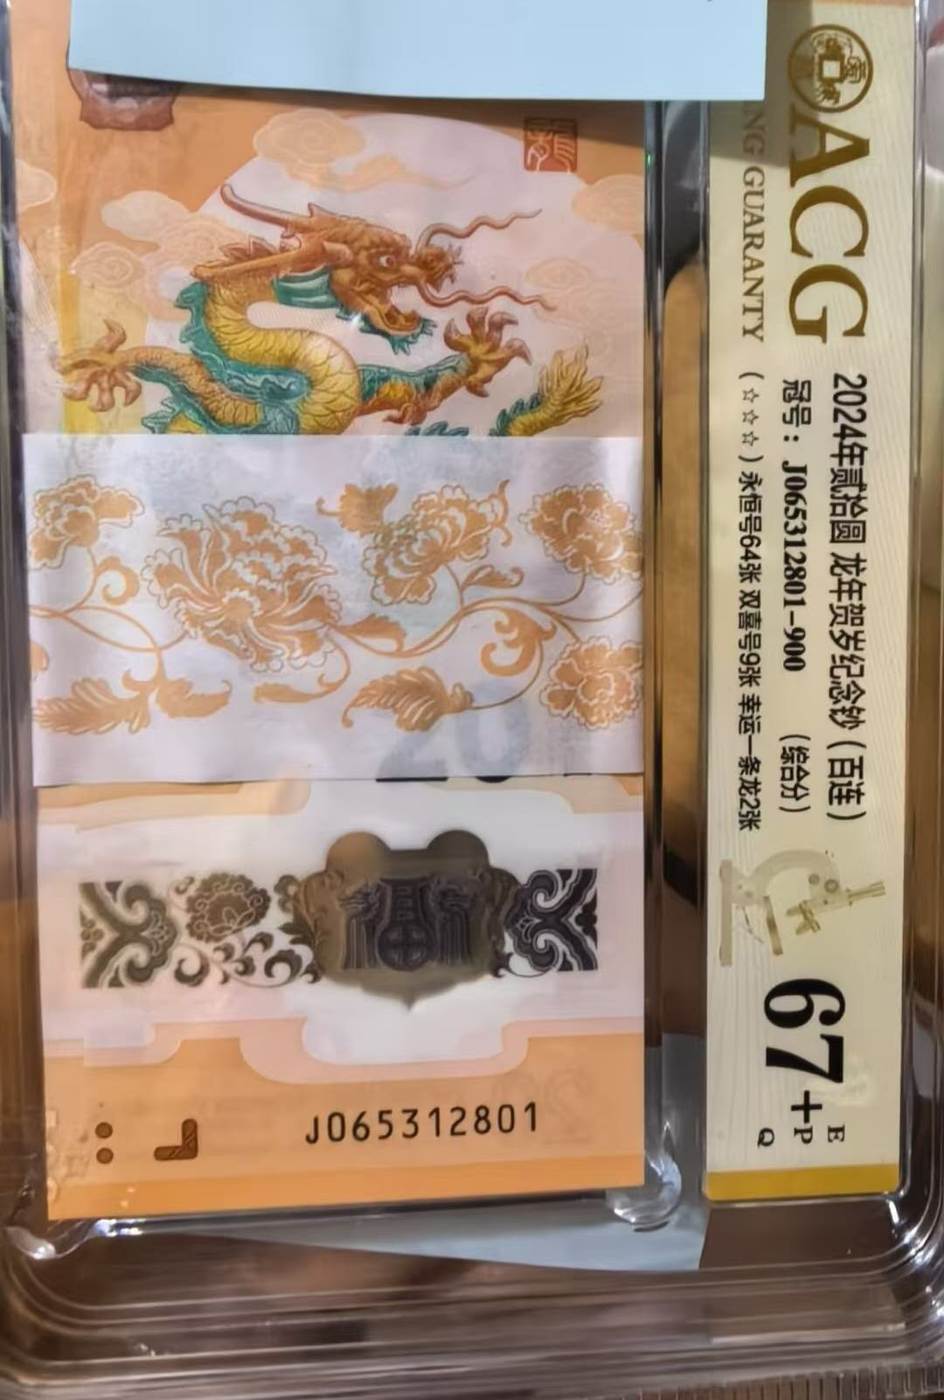 龍
20
J065312801
ACG
NG GUARANTY
2024年贰拾圆 龙年贺岁纪念钞 (百连)
冠号: J065312801-900 (综合分)
(☆☆☆) 永恒号64张 双喜号9张 幸运一条龙2张
67+
E
P
Q